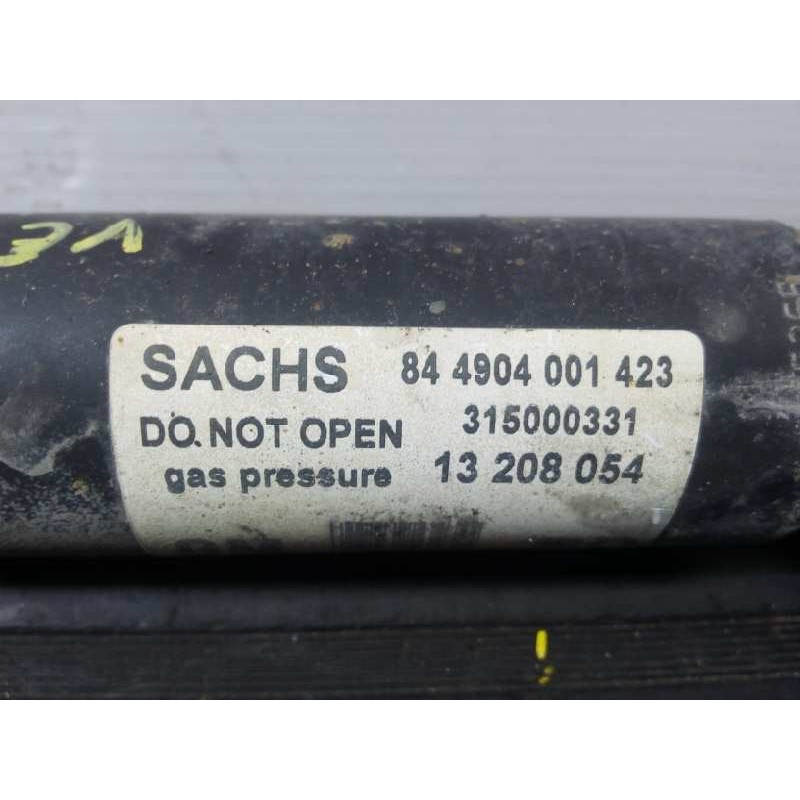 SACHS 84 4904 001 423
DO NOT OPEN 315000331
gas pressure 13 208 054